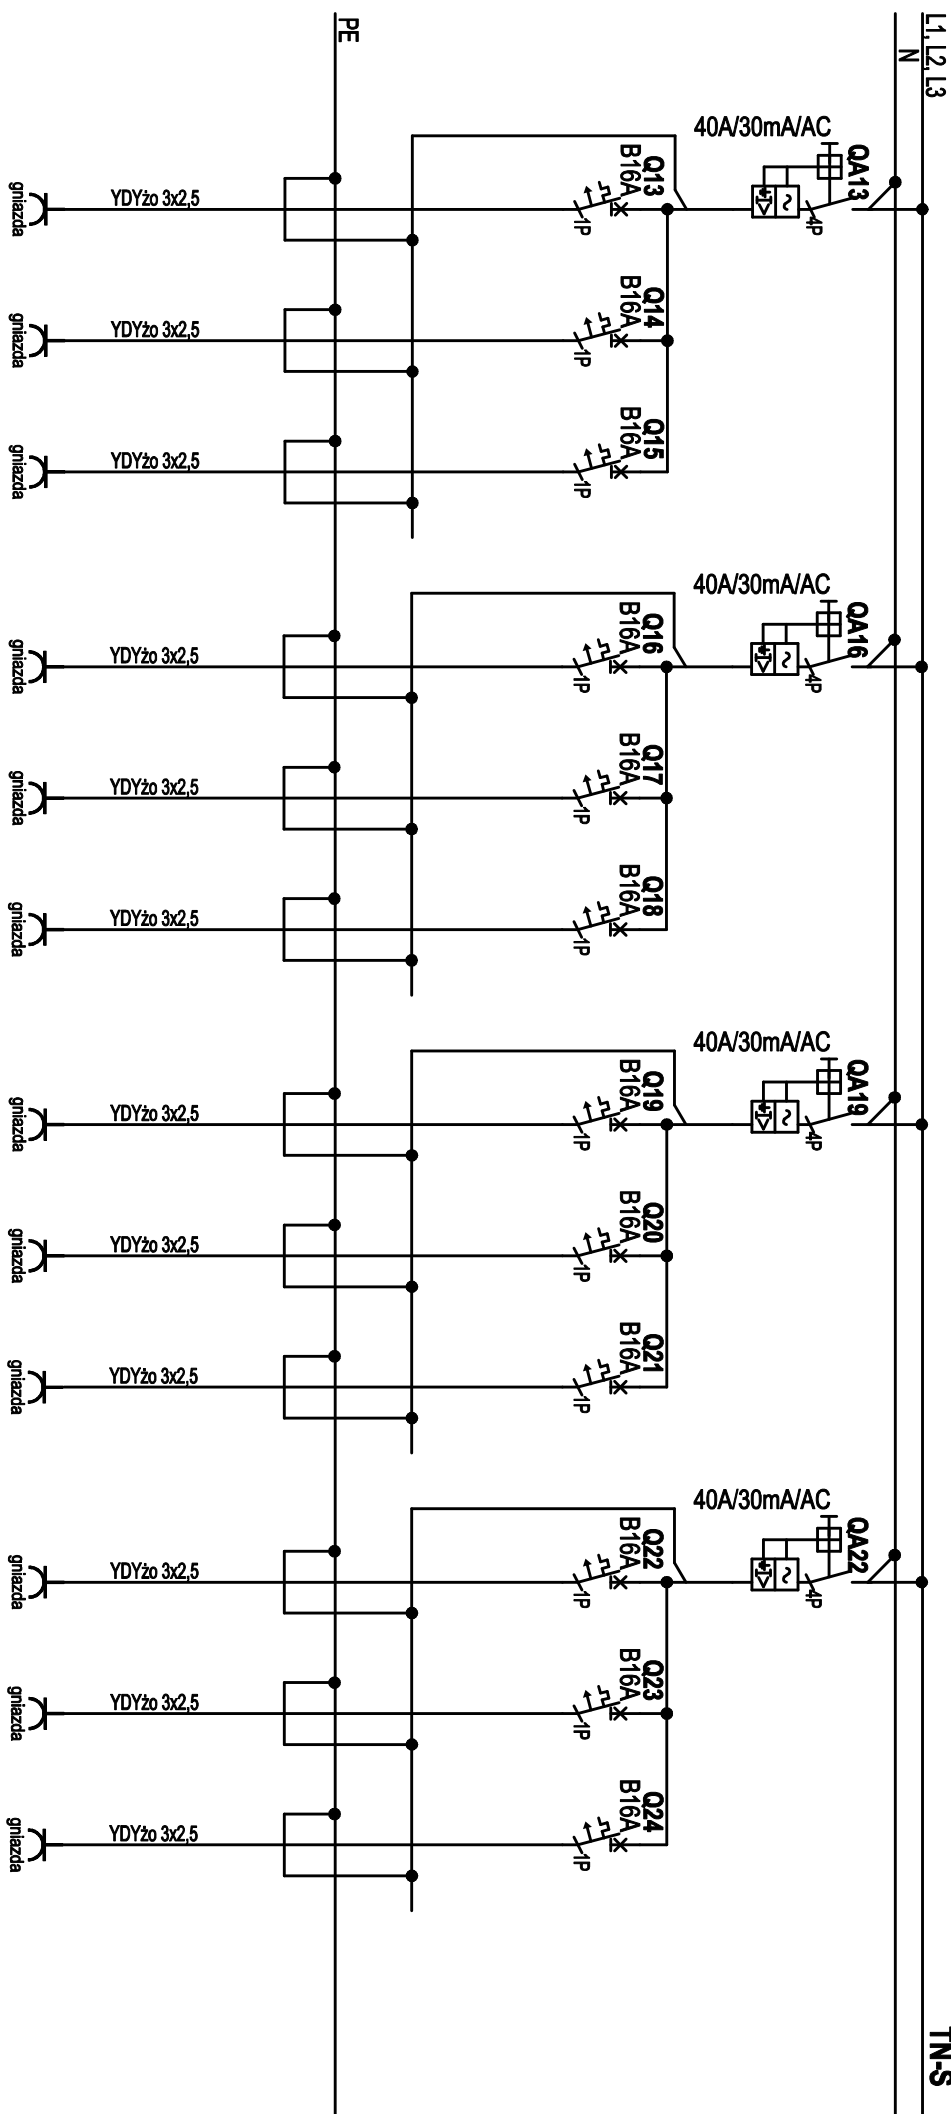 L1, L2, L3
N
TN-S
PE
QA13
40A/30mA/AC
4P
Q13
B16A
1P
YDYżo 3x2,5
gniazda
Q14
B16A
1P
YDYżo 3x2,5
gniazda
Q15
B16A
1P
YDYżo 3x2,5
gniazda
QA16
40A/30mA/AC
4P
Q16
B16A
1P
YDYżo 3x2,5
gniazda
Q17
B16A
1P
YDYżo 3x2,5
gniazda
Q18
B16A
1P
YDYżo 3x2,5
gniazda
QA19
40A/30mA/AC
4P
Q19
B16A
1P
YDYżo 3x2,5
gniazda
Q20
B16A
1P
YDYżo 3x2,5
gniazda
Q21
B16A
1P
YDYżo 3x2,5
gniazda
QA22
40A/30mA/AC
4P
Q22
B16A
1P
YDYżo 3x2,5
gniazda
Q23
B16A
1P
YDYżo 3x2,5
gniazda
Q24
B16A
1P
YDYżo 3x2,5
gniazda